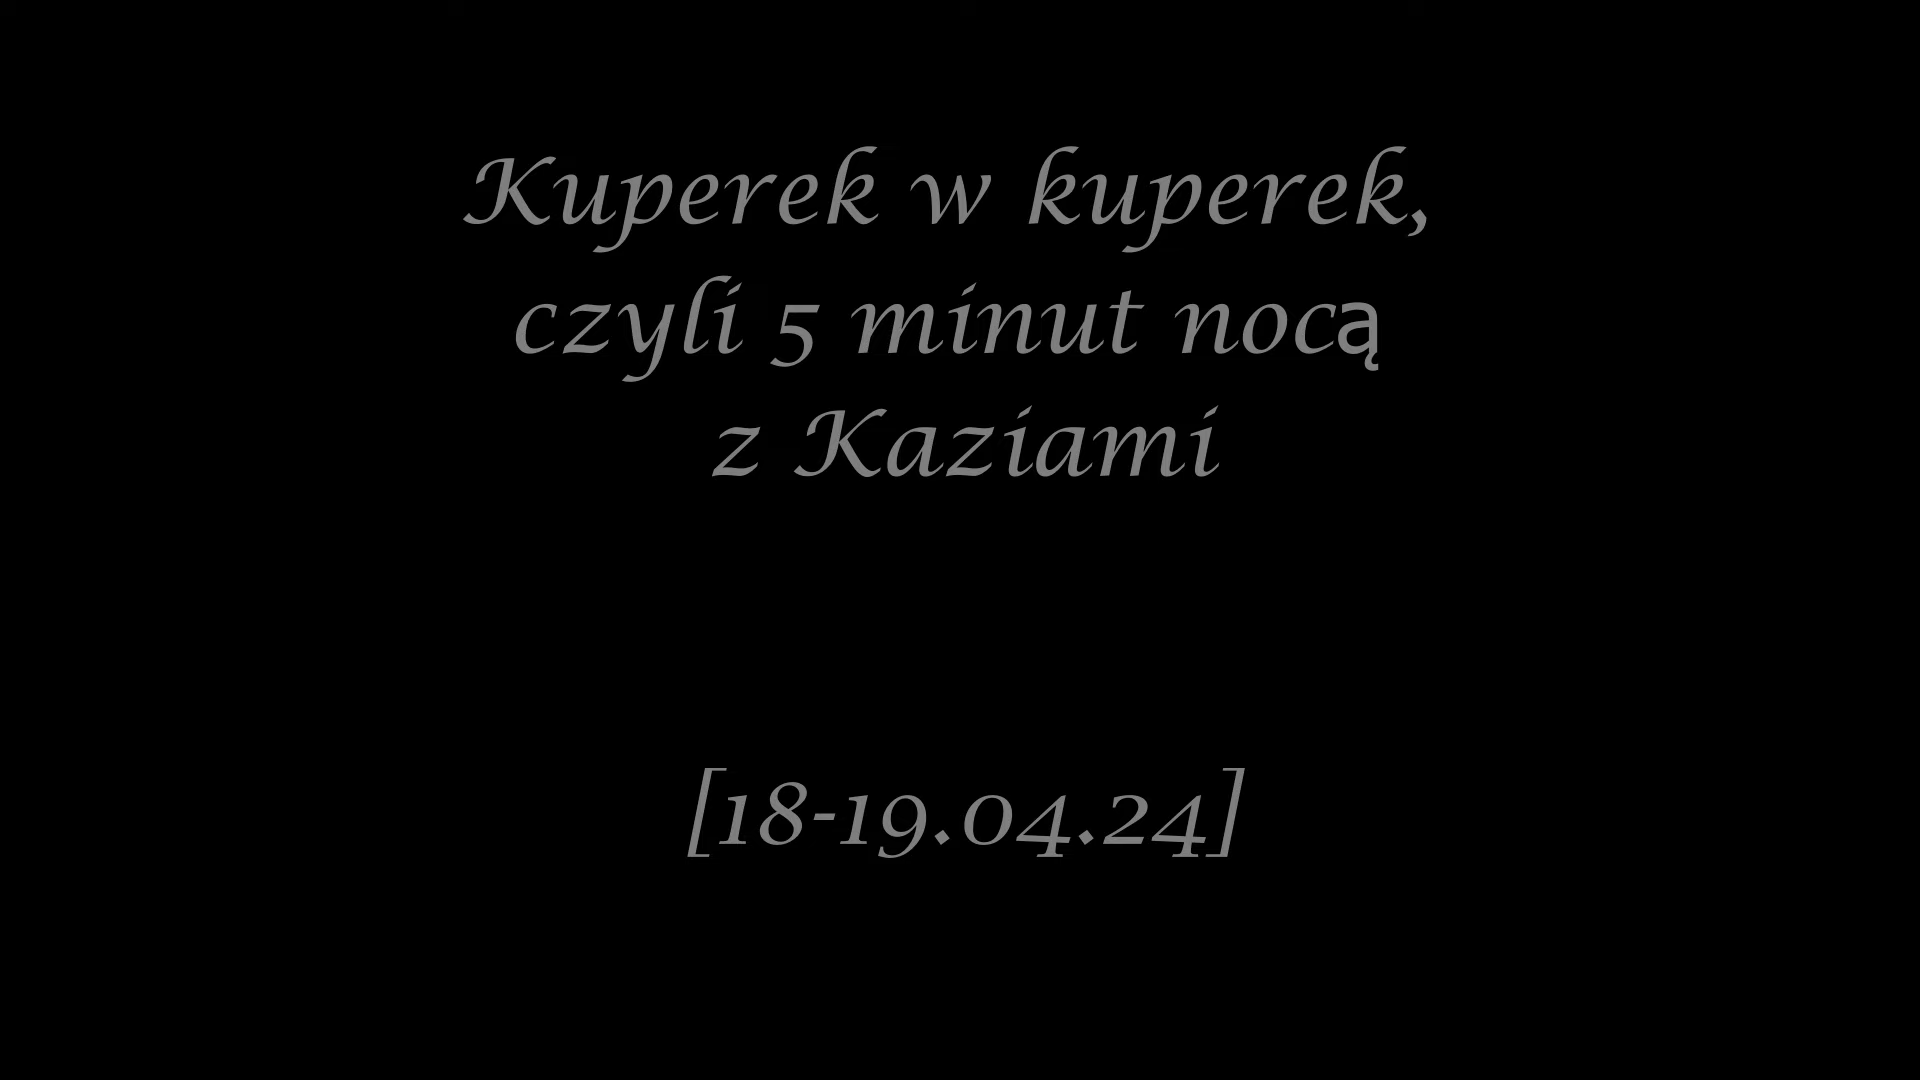 Kuperek w kuperek,
czyli 5 minut nocą
z Kaziami
[18-19.04.24]